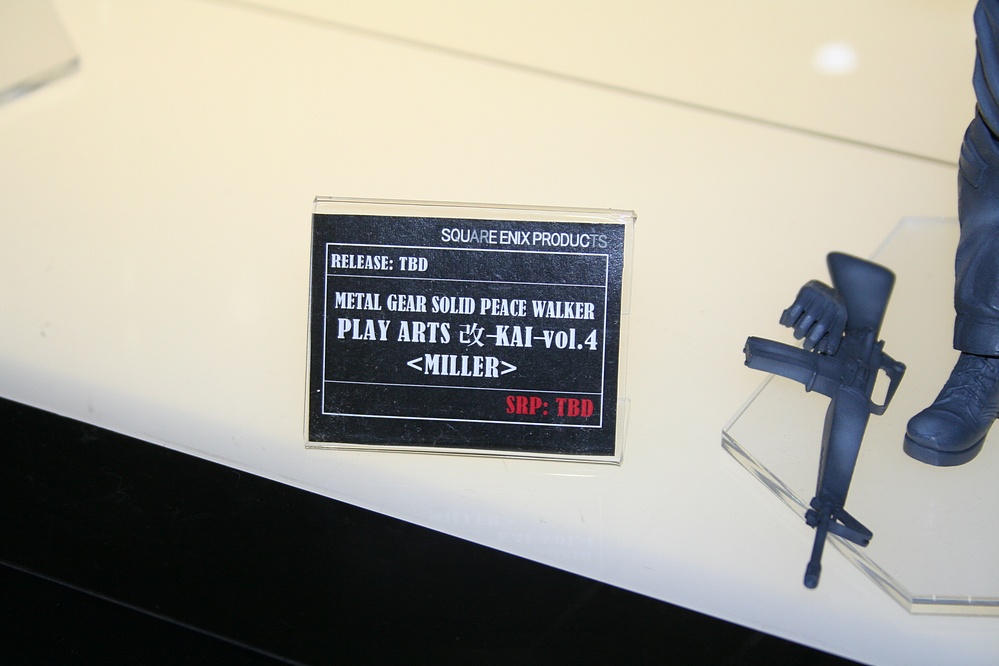 SQUARE ENIX PRODUCTS
RELEASE: TBD
METAL GEAR SOLID PEACE WALKER
PLAY ARTS 改-KAI-vol.4
<MILLER>
SRP: TBD